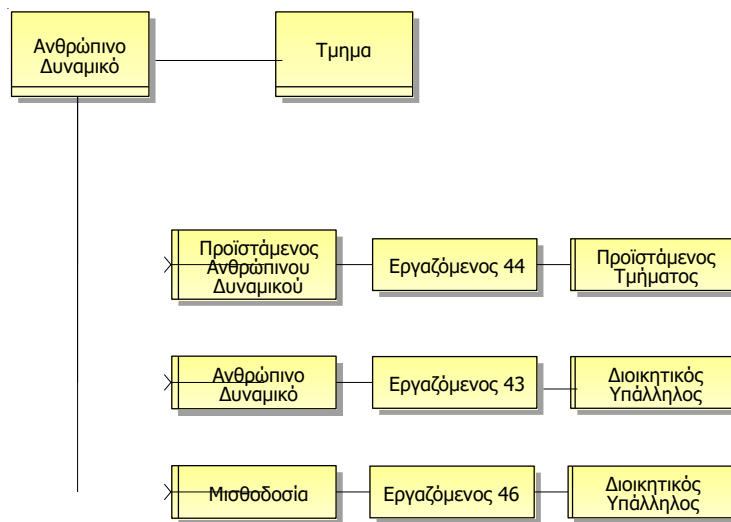 Ανθρώπινο
Δυναμικό
Τμημα
Προϊστάμενος
Ανθρώπινου
Δυναμικού
Εργαζόμενος 44
Προϊστάμενος
Τμήματος
Ανθρώπινο
Δυναμικό
Εργαζόμενος 43
Διοικητικός
Υπάλληλος
Μισθοδοσία
Εργαζόμενος 46
Διοικητικός
Υπάλληλος